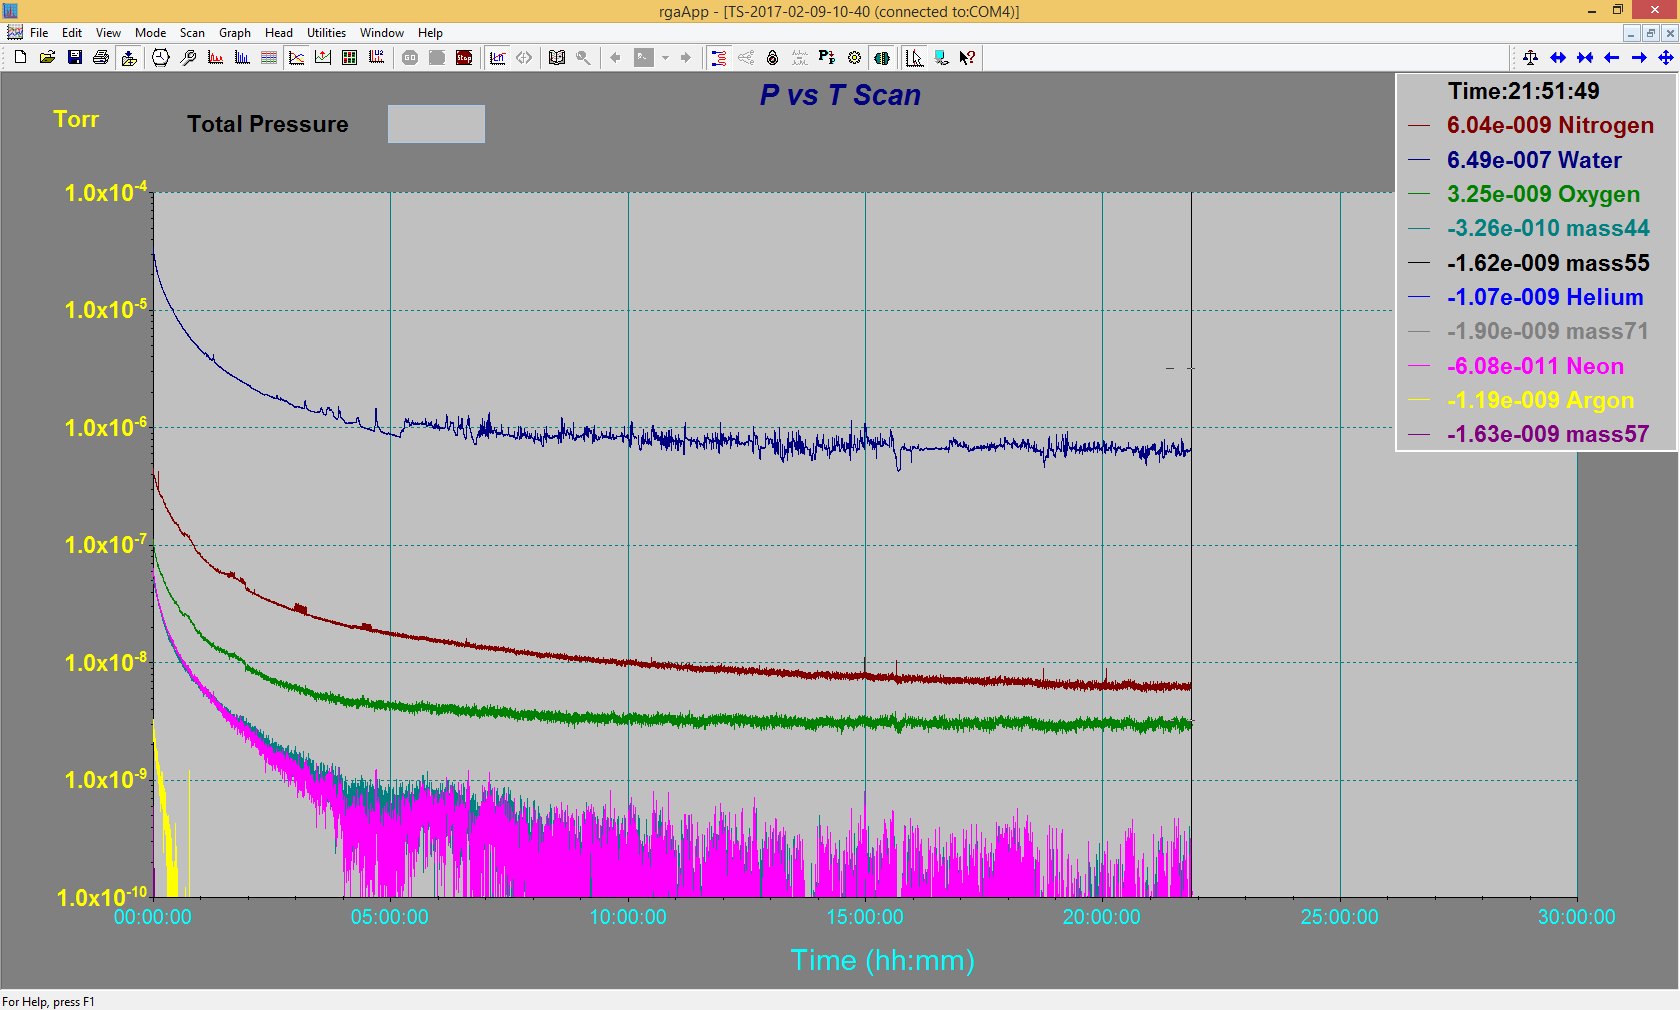 rgaApp - [TS-2017-02-09-10-40 (connected to:COM4)]
File Edit View Mode Scan Graph Head Utilities Window Help
GO Stop
P vs T Scan
Torr
Total Pressure
Time:21:51:49
6.04e-009 Nitrogen
6.49e-007 Water
3.25e-009 Oxygen
-3.26e-010 mass44
-1.62e-009 mass55
-1.07e-009 Helium
-1.90e-009 mass71
-6.08e-011 Neon
-1.19e-009 Argon
-1.63e-009 mass57
1.0x10-4
1.0x10-5
1.0x10-6
1.0x10-7
1.0x10-8
1.0x10-9
1.0x10-10
00:00:00 05:00:00 10:00:00 15:00:00 20:00:00 25:00:00 30:00:00
Time (hh:mm)
For Help, press F1